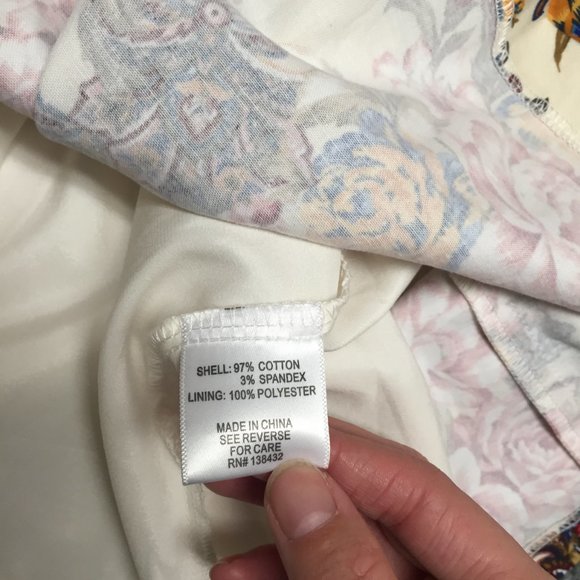 SHELL: 97% COTTON
3% SPANDEX
LINING: 100% POLYESTER
MADE IN CHINA
SEE REVERSE
FOR CARE
RN# 138432